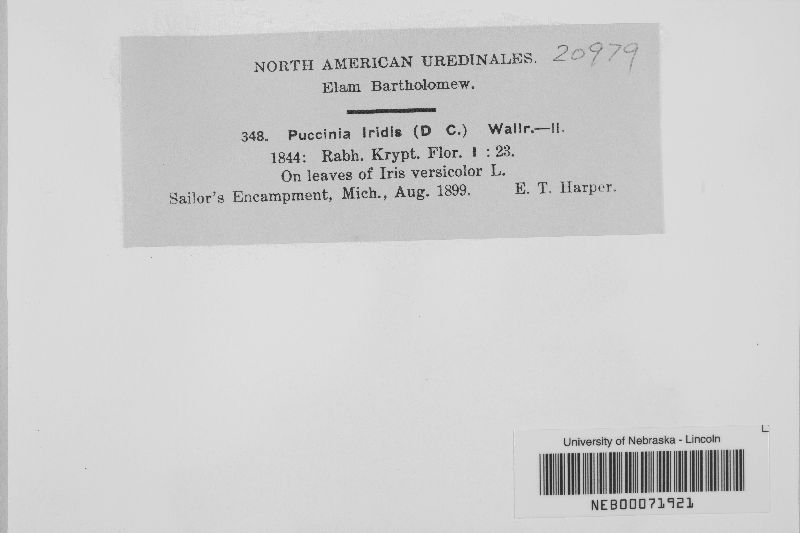 NORTH AMERICAN UREDINALES. 20979
Elam Bartholomew.
348. Puccinia Iridis (D C.) Wallr.—II.
1844: Rabh. Krypt. Flor. I : 23.
On leaves of Iris versicolor L.
Sailor's Encampment, Mich., Aug. 1899. E. T. Harper.
University of Nebraska - Lincoln
NEB00071921